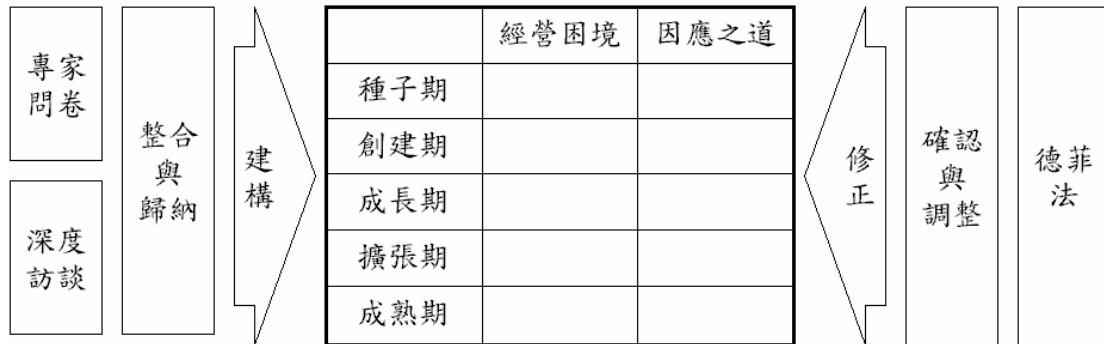 專家
問卷
深度
訪談
整合
與
歸納
建
構
經營困境 因應之道
種子期
創建期
成長期
擴張期
成熟期
修
正
確認
與
調整
德菲
法